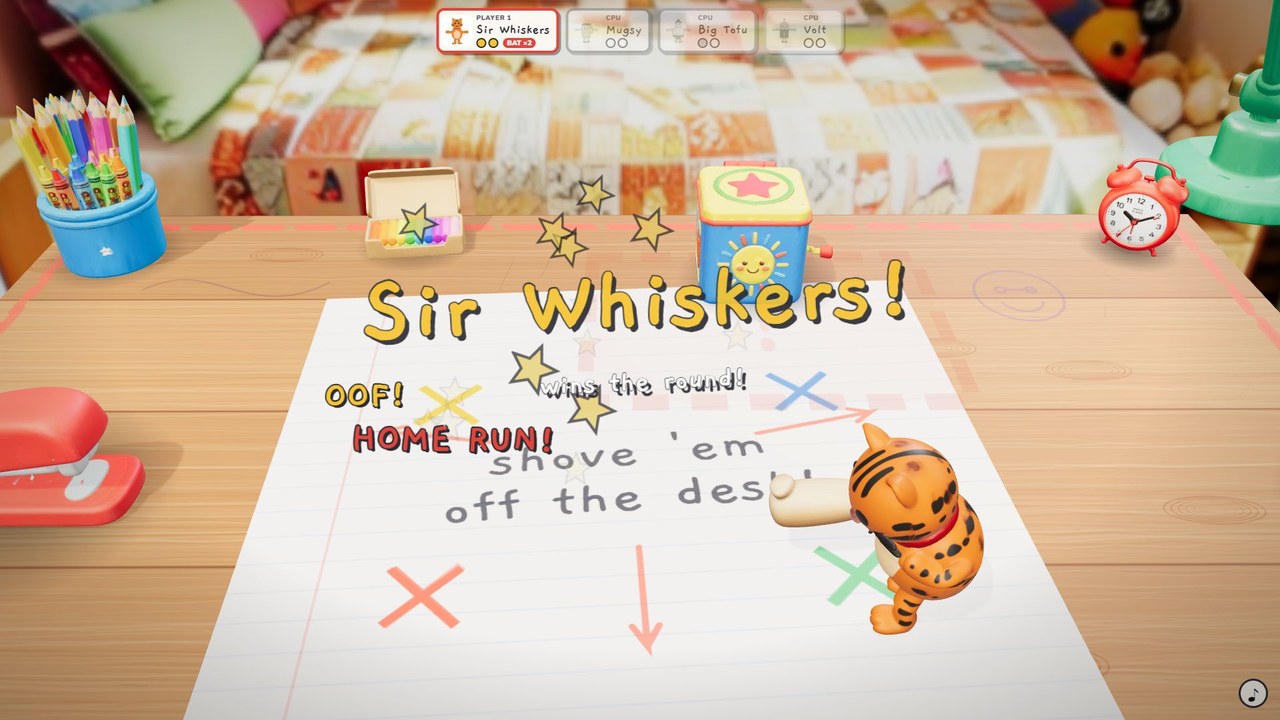 PLAYER 1
Sir Whiskers
BAT ×2
CPU
Mugsy
CPU
Big Tofu
CPU
Volt
Sir Whiskers!
wins the round!
OOF!
HOME RUN!
shove 'em
off the desk!